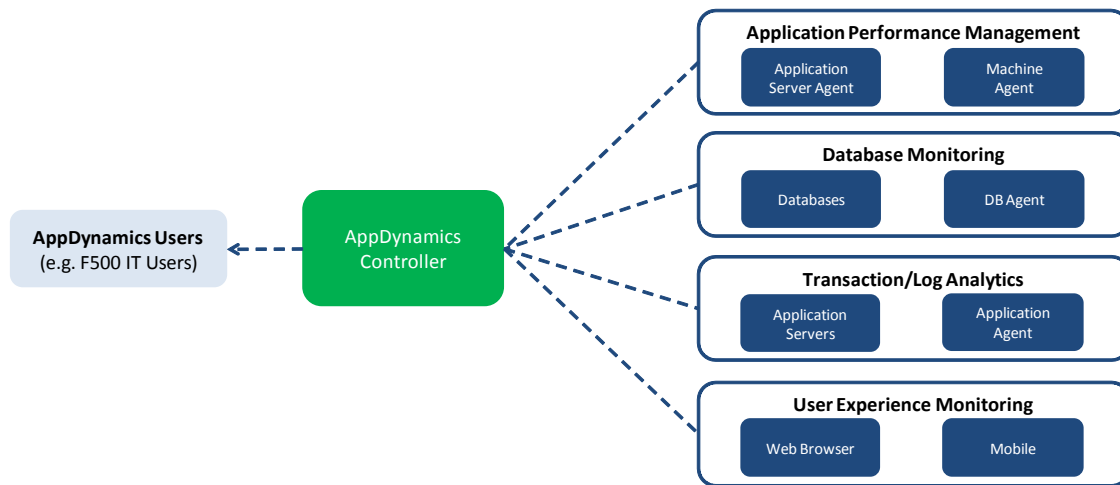 Application Performance Management
Application
Server Agent
Machine
Agent
Database Monitoring
Databases
DB Agent
AppDynamics Users
(e.g. F500 IT Users)
AppDynamics
Controller
Transaction/Log Analytics
Application
Servers
Application
Agent
User Experience Monitoring
Web Browser
Mobile